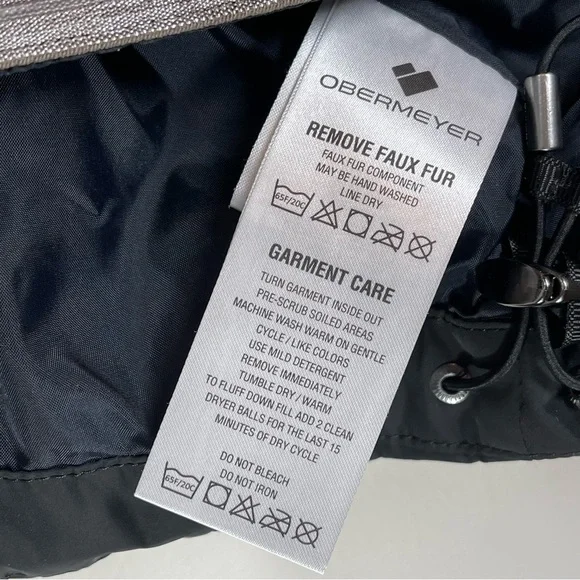 OBERMEYER
REMOVE FAUX FUR
FAUX FUR COMPONENT
MAY BE HAND WASHED
LINE DRY
65F/20C
GARMENT CARE
TURN GARMENT INSIDE OUT
PRE-SCRUB SOILED AREAS
MACHINE WASH WARM ON GENTLE
CYCLE / LIKE COLORS
USE MILD DETERGENT
REMOVE IMMEDIATELY
TUMBLE DRY / WARM
TO FLUFF DOWN FILL ADD 2 CLEAN
DRYER BALLS FOR THE LAST 15
MINUTES OF DRY CYCLE
DO NOT BLEACH
DO NOT IRON
65F/20C